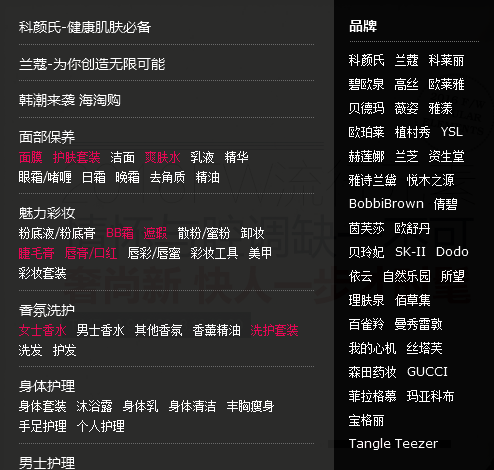 科颜氏-健康肌肤必备
兰蔻-为你创造无限可能
韩潮来袭 海淘购
面部保养
面膜 护肤套装 洁面 爽肤水 乳液 精华
眼霜/啫喱 日霜 晚霜 去角质 精油
魅力彩妆
粉底液/粉底膏 BB霜 遮瑕 散粉/蜜粉 卸妆
睫毛膏 唇膏/口红 唇彩/唇蜜 彩妆工具 美甲
彩妆套装
香氛洗护
女士香水 男士香水 其他香氛 香薰精油 洗护套装
洗发 护发
身体护理
身体套装 沐浴露 身体乳 身体清洁 丰胸瘦身
手足护理 个人护理
男士护理
品牌
科颜氏 兰蔻 科莱丽
碧欧泉 高丝 欧莱雅
贝德玛 薇姿 雅漾
欧珀莱 植村秀 YSL
赫莲娜 兰芝 资生堂
雅诗兰黛 悦木之源
BobbiBrown 倩碧
茵芙莎 欧舒丹
贝玲妃 SK-II Dodo
依云 自然乐园 所望
理肤泉 佰草集
百雀羚 曼秀雷敦
我的心机 丝塔芙
森田药妆 GUCCI
菲拉格慕 玛亚科布
宝格丽
Tangle Teezer